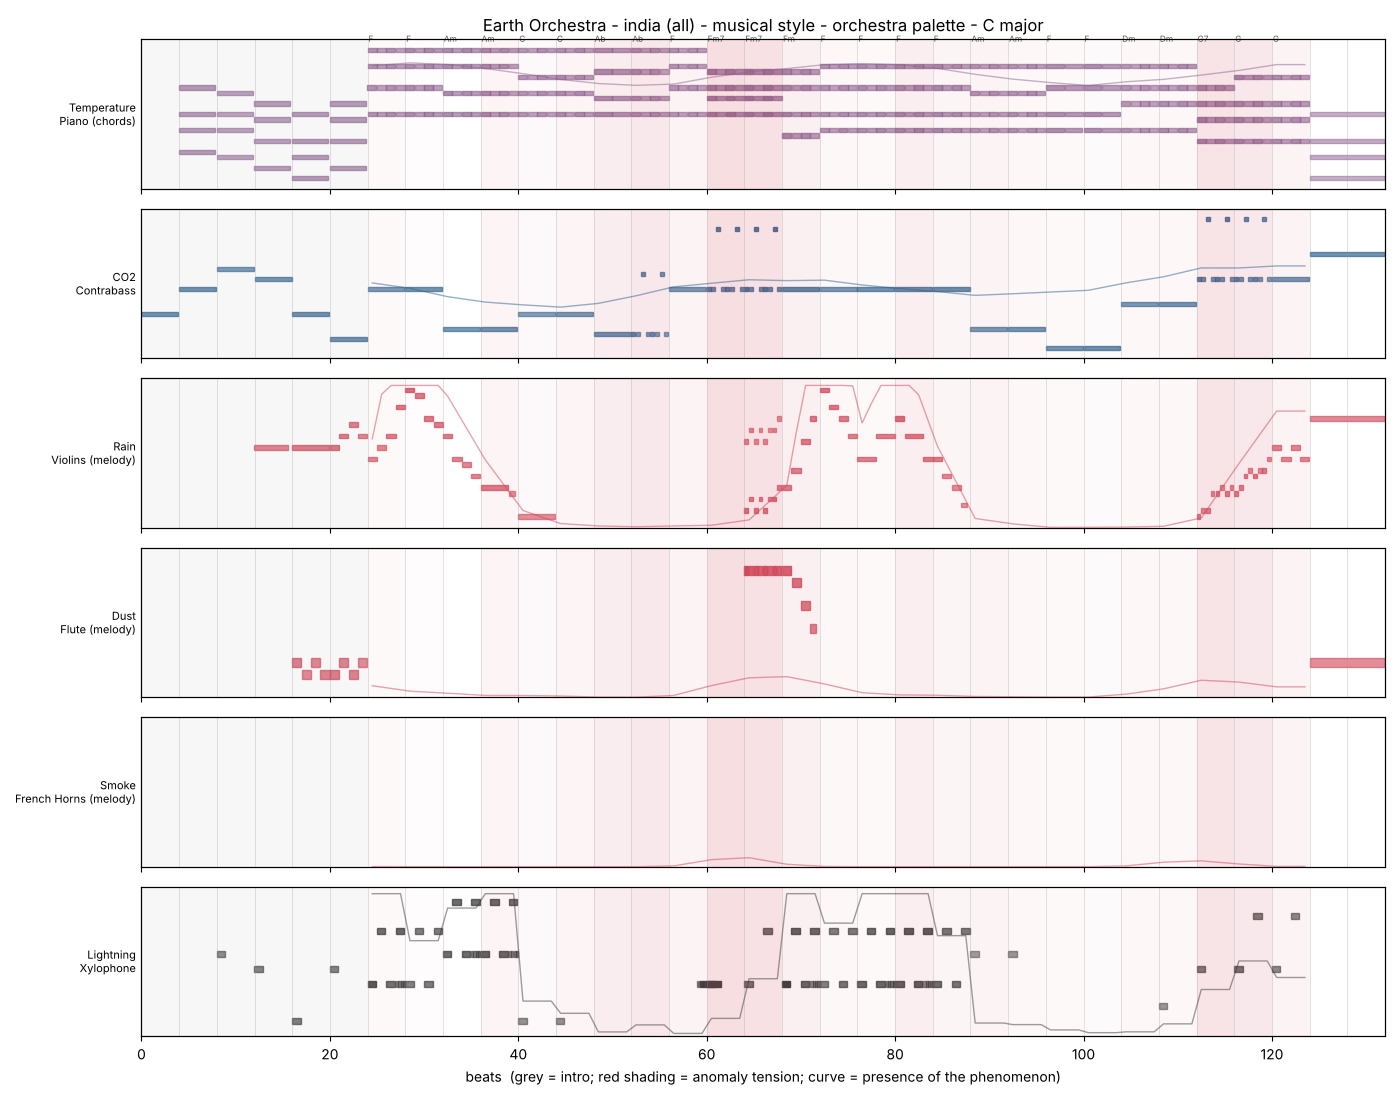 Earth Orchestra - india (all) - musical style - orchestra palette - C major
F F Am Am C C Ab Ab F Fm7 Fm7 Fm F F F F Am Am F F Dm Dm G7 G G
Temperature
Piano (chords)
CO2
Contrabass
Rain
Violins (melody)
Dust
Flute (melody)
Smoke
French Horns (melody)
Lightning
Xylophone
0 20 40 60 80 100 120
beats (grey = intro; red shading = anomaly tension; curve = presence of the phenomenon)